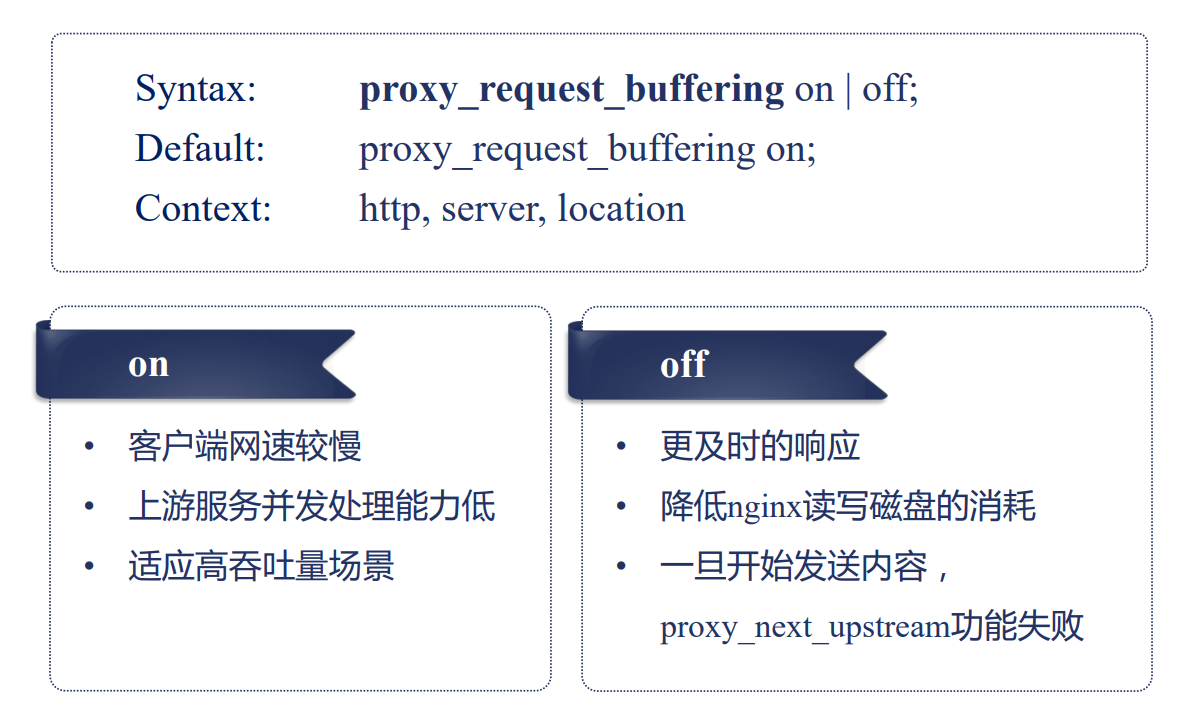 Syntax: proxy_request_buffering on | off;
Default: proxy_request_buffering on;
Context: http, server, location
on
• 客户端网速较慢
• 上游服务并发处理能力低
• 适应高吞吐量场景
off
• 更及时的响应
• 降低nginx读写磁盘的消耗
• 一旦开始发送内容，
proxy_next_upstream功能失败